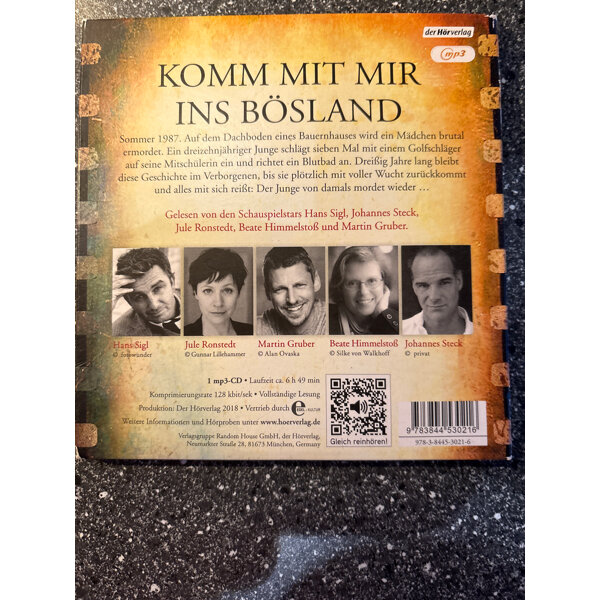 der Hörverlag
mp3
KOMM MIT MIR
INS BÖSLAND
Sommer 1987. Auf dem Dachboden eines Bauernhauses wird ein Mädchen brutal
ermordet. Ein dreizehnjähriger Junge schlägt sieben Mal mit einem Golfschläger
auf seine Mitschülerin ein und richtet ein Blutbad an. Dreißig Jahre lang bleibt
diese Geschichte im Verborgenen, bis sie plötzlich mit voller Wucht zurückkommt
und alles mit sich reißt: Der Junge von damals mordet wieder …
Gelesen von den Schauspielstars Hans Sigl, Johannes Steck,
Jule Ronstedt, Beate Himmelstoß und Martin Gruber.
Hans Sigl
© fotowunder
Jule Ronstedt
© Gunnar Lillehammer
Martin Gruber
© Alan Ovaska
Beate Himmelstoß
© Silke von Walkhoff
Johannes Steck
© privat
1 mp3-CD • Laufzeit ca. 6 h 49 min
Komprimierungsrate 128 kbit/sek • Vollständige Lesung
Produktion: Der Hörverlag 2018 • Vertrieb durch
Weitere Informationen und Hörproben unter www.hoerverlag.de
Verlagsgruppe Random House GmbH, der Hörverlag,
Neumarkter Straße 28, 81673 München, Germany
Gleich reinhören!
9 783844 530216
978-3-8445-3021-6